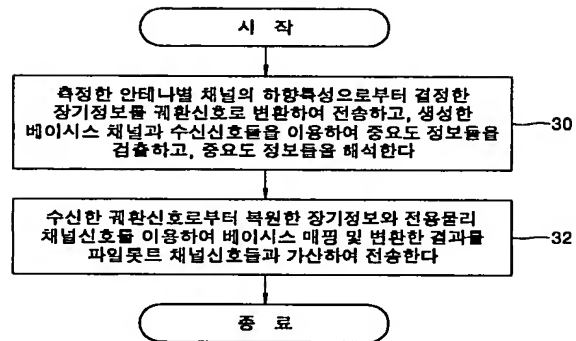 시 작
측정한 안테나별 채널의 하향특성으로부터 결정한
장기정보를 궤환신호로 변환하여 전송하고, 생성한
베이시스 채널과 수신신호들을 이용하여 중요도 정보들을
검출하고, 중요도 정보들을 해석한다
30
수신한 궤환신호로부터 복원한 장기정보와 전용물리
채널신호를 이용하여 베이시스 매핑 및 변환한 결과를
파일롯트 채널신호들과 가산하여 전송한다
32
종 료